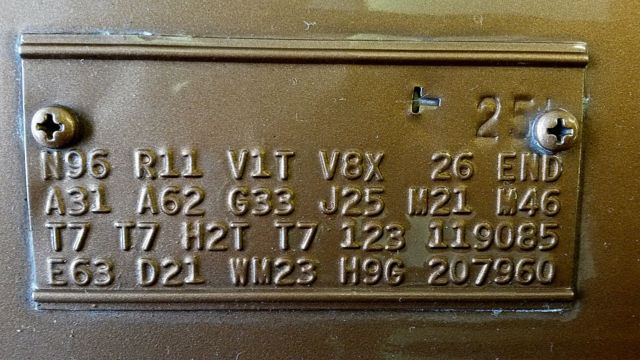 25
N96 R11 V1T V8X 26 END
A31 A62 G33 J25 M21 M46
T7 T7 H2T T7 123 119085
E63 D21 WM23 H9G 207960